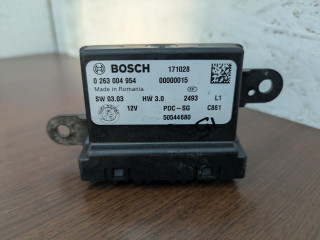 BOSCH 171028
0 263 004 954 00000015
Made in Romania
SW 03.03 HW 3.0 2493 L1
12V PDC-SG C861
50544680